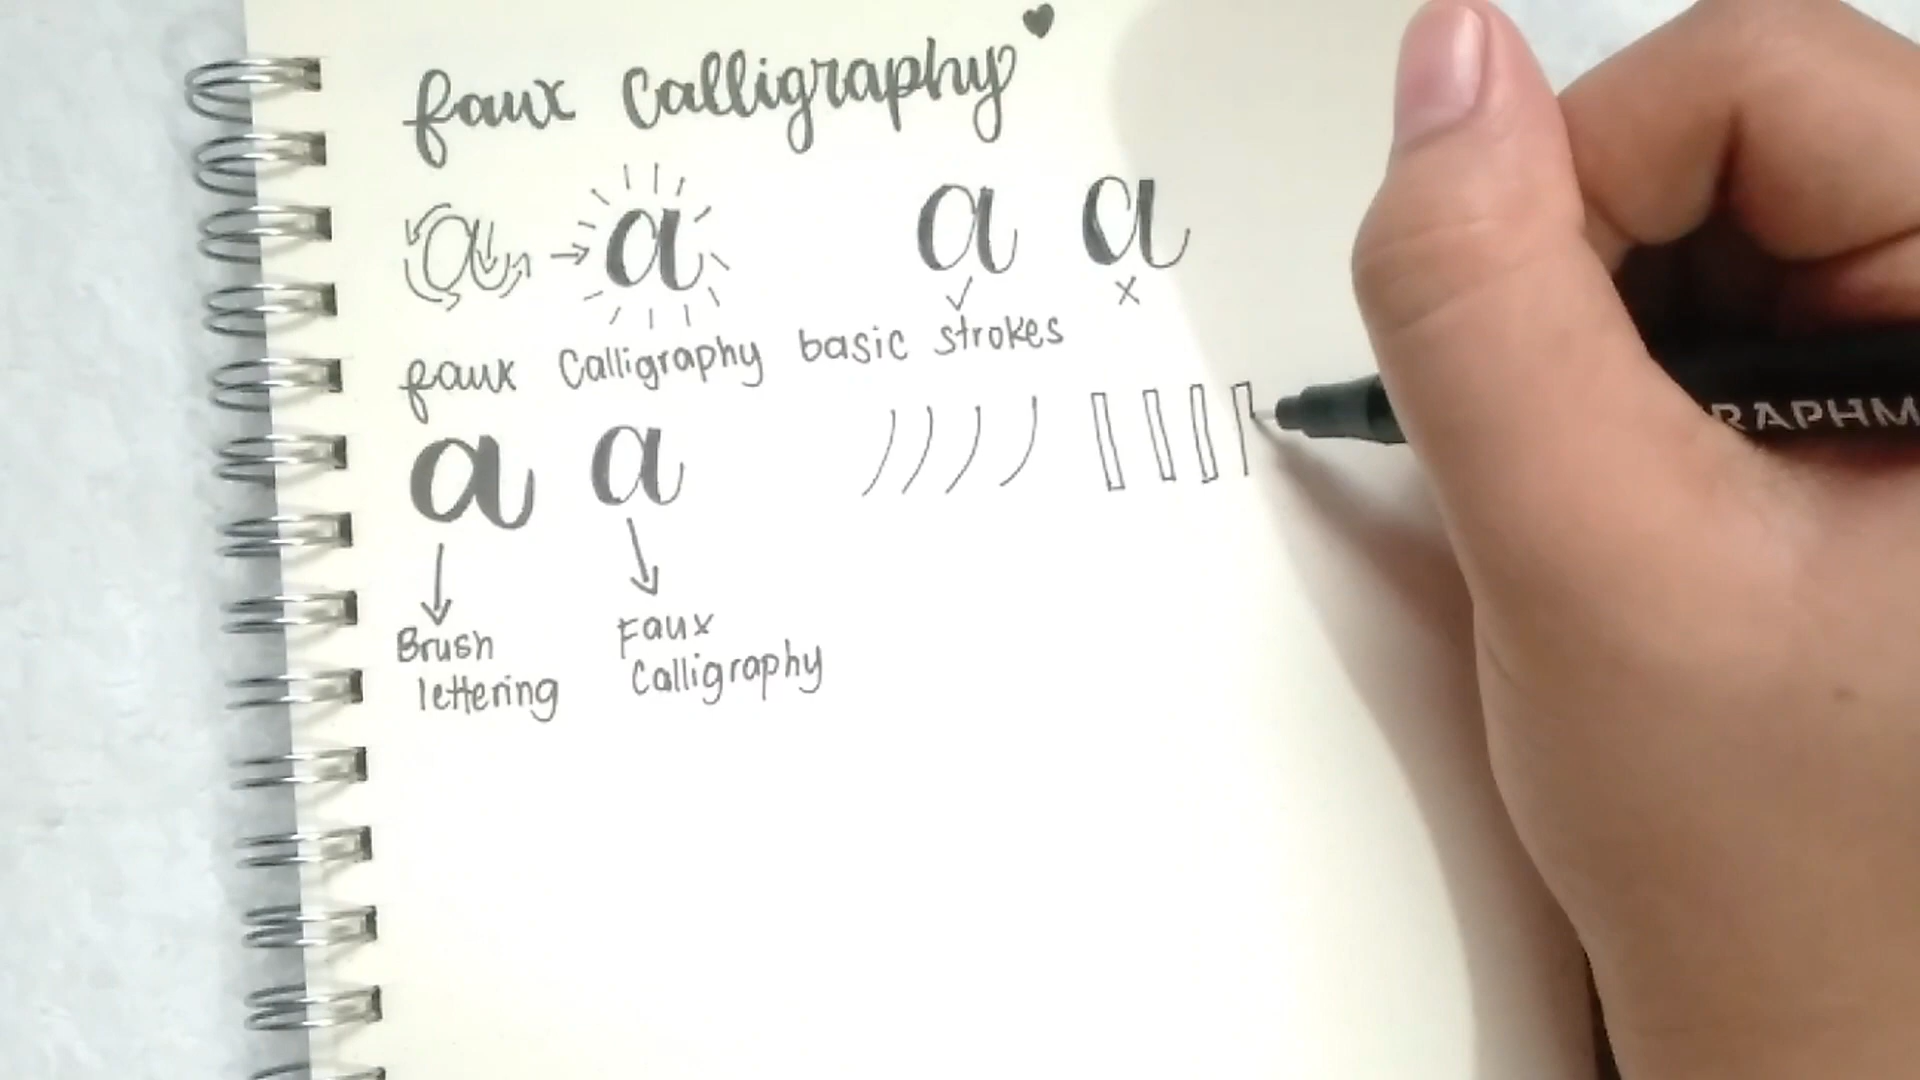 faux Calligraphy
a → a a a
faux Calligraphy basic strokes
a a
Brush
lettering
Faux
Calligraphy
RAPHM